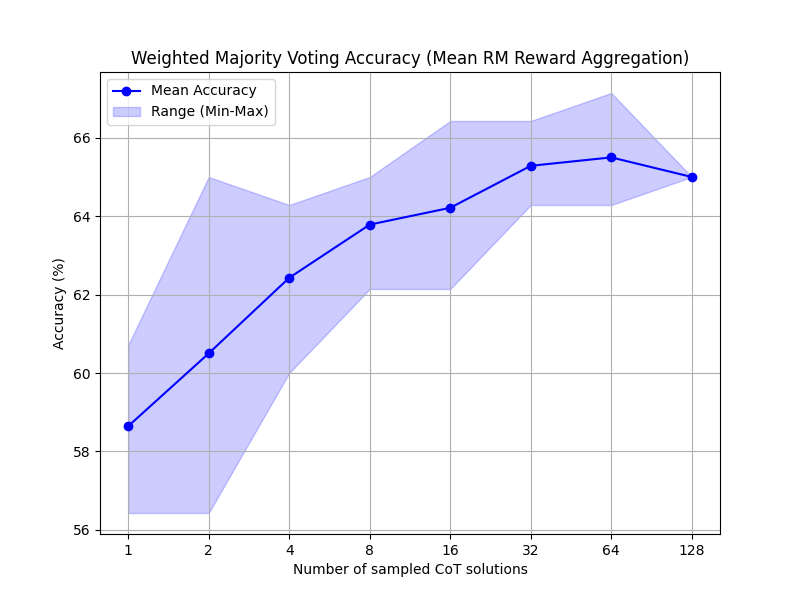 Weighted Majority Voting Accuracy (Mean RM Reward Aggregation)
Mean Accuracy
Range (Min-Max)
Accuracy (%)
66
64
62
60
58
56
1 2 4 8 16 32 64 128
Number of sampled CoT solutions